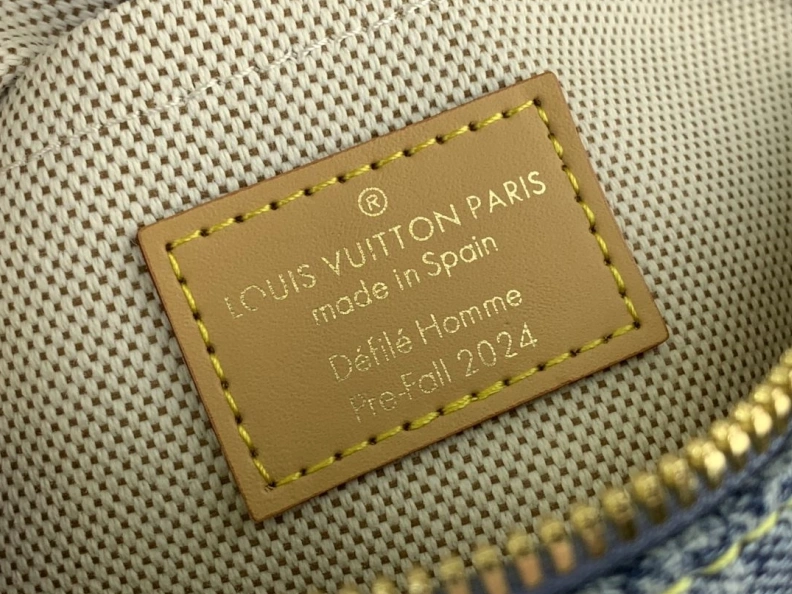 ®
LOUIS VUITTON PARIS
made in Spain
Défilé Homme
Pre-Fall 2024